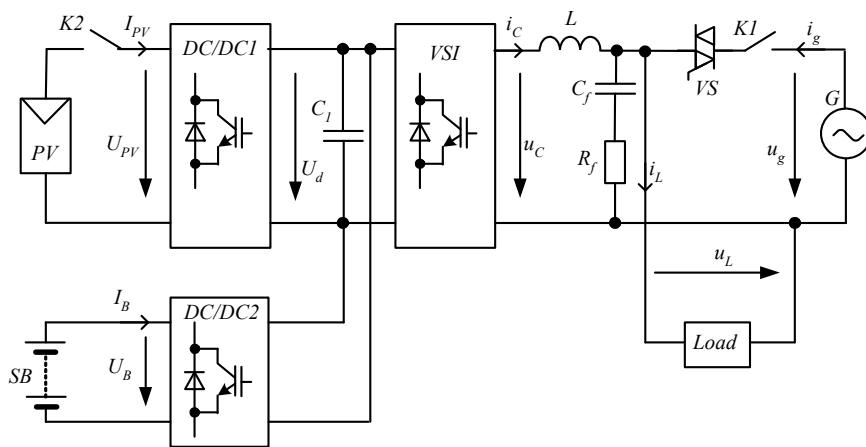 K2
I_PV
DC/DC1
VSI
i_C
L
K1
i_g
VS
C_f
G
C_1
PV
U_PV
U_d
u_C
R_f
i_L
u_g
u_L
I_B
DC/DC2
SB
U_B
Load